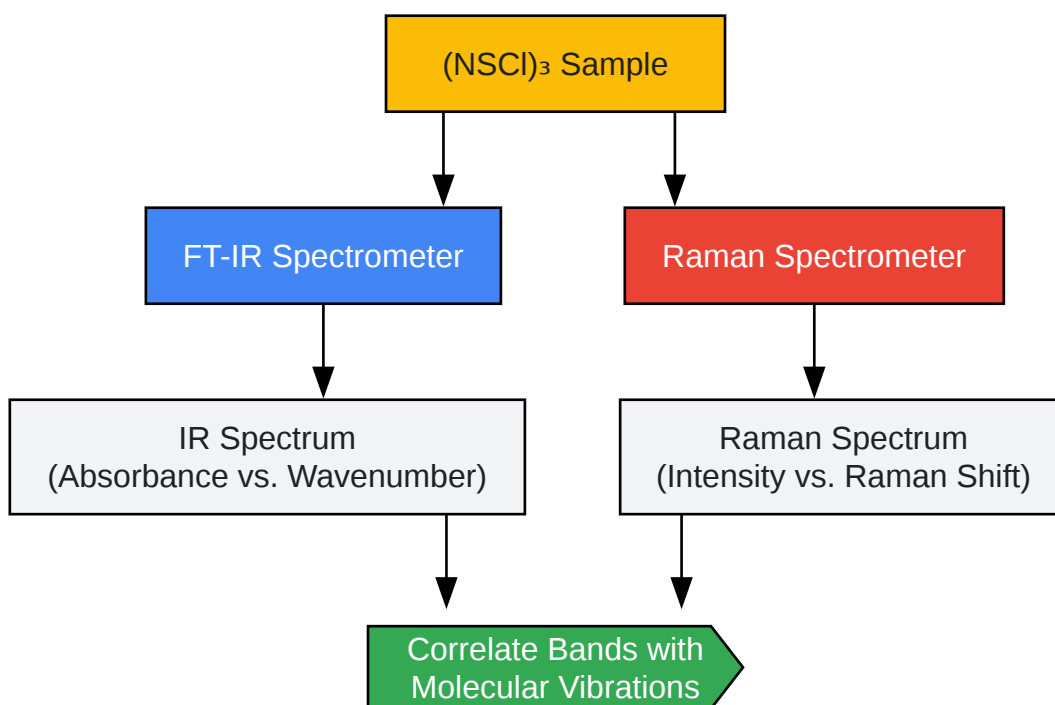 (NSCl)₃ Sample
FT-IR Spectrometer
Raman Spectrometer
IR Spectrum
(Absorbance vs. Wavenumber)
Raman Spectrum
(Intensity vs. Raman Shift)
Correlate Bands with
Molecular Vibrations